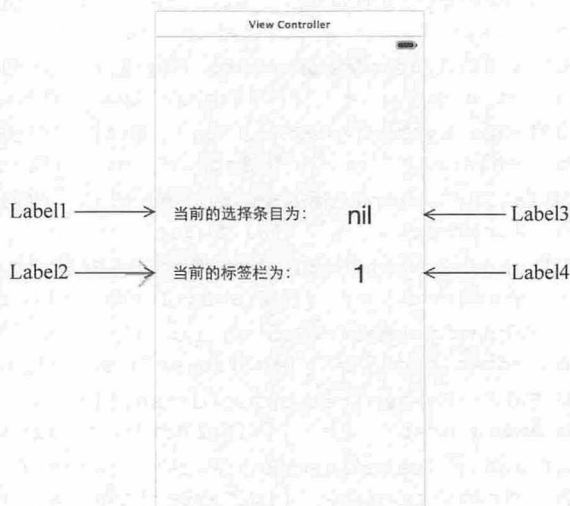 View Controller
Label1
当前的选择条目为：
nil
Label3
Label2
当前的标签栏为：
1
Label4